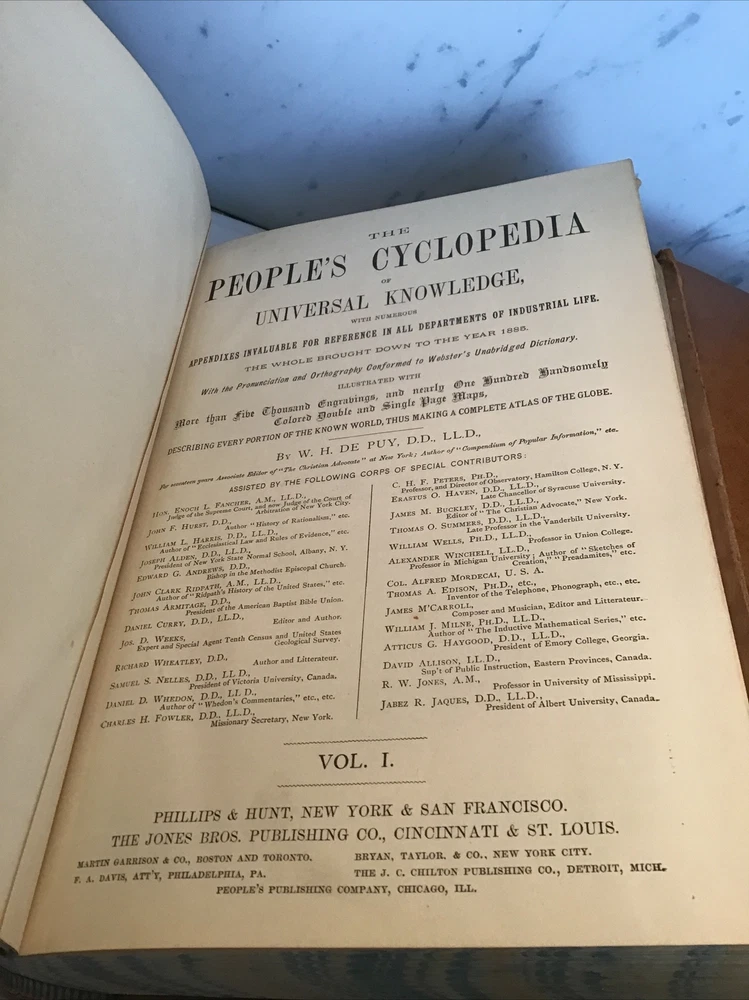 THE
PEOPLE'S CYCLOPEDIA
OF
UNIVERSAL KNOWLEDGE,
WITH NUMEROUS
APPENDIXES INVALUABLE FOR REFERENCE IN ALL DEPARTMENTS OF INDUSTRIAL LIFE.
THE WHOLE BROUGHT DOWN TO THE YEAR 1885.
With the Pronunciation and Orthography Conformed to Webster's Unabridged Dictionary.
ILLUSTRATED WITH
More than Five Thousand Engravings, and nearly One Hundred Handsomely
Colored Double and Single Page Maps,
DESCRIBING EVERY PORTION OF THE KNOWN WORLD, THUS MAKING A COMPLETE ATLAS OF THE GLOBE.
BY W. H. DE PUY, D.D., LL.D.,
for seventeen years Associate Editor of "The Christian Advocate" at New York; Author of "Compendium of Popular Information," etc.
ASSISTED BY THE FOLLOWING CORPS OF SPECIAL CONTRIBUTORS:
HON. ENOCH L. FANCHER, A.M., LL.D.,
Judge of the Supreme Court, and now Judge of the Court of
Arbitration of New York City.
JOHN F. HURST, D.D.,
Author "History of Rationalism," etc.
WILLIAM L. HARRIS, D.D., LL.D.,
Author of "Ecclesiastical Law and Rules of Evidence," etc.
JOSEPH ALDEN, D.D., LL.D.,
President of New York State Normal School, Albany, N. Y.
EDWARD G. ANDREWS, D.D.,
Bishop in the Methodist Episcopal Church.
JOHN CLARK RIDPATH, A.M., LL.D.,
Author of "Ridpath's History of the United States," etc.
THOMAS ARMITAGE, D.D.,
President of the American Baptist Bible Union.
DANIEL CURRY, D.D., LL.D.,
Editor and Author.
JOS. D. WEEKS,
Expert and Special Agent Tenth Census and United States
Geological Survey.
RICHARD WHEATLEY, D.D.,
Author and Litterateur.
SAMUEL S. NELLES, D.D., LL.D.,
President of Victoria University, Canada.
DANIEL D. WHEDON, D.D., LL.D.,
Author of "Whedon's Commentaries," etc., etc.
CHARLES H. FOWLER, D.D., LL.D.,
Missionary Secretary, New York.
C. H. F. PETERS, PH.D.,
Professor, and Director of Observatory, Hamilton College, N. Y.
ERASTUS O. HAVEN, D.D., LL.D.,
Late Chancellor of Syracuse University.
JAMES M. BUCKLEY, D.D., LL.D.,
Editor of "The Christian Advocate," New York.
THOMAS O. SUMMERS, D.D., LL.D.,
Late Professor in the Vanderbilt University.
WILLIAM WELLS, PH.D., LL.D.,
Professor in Union College.
ALEXANDER WINCHELL, LL.D.,
Professor in Michigan University; Author of "Sketches of
Creation," "Preadamites," etc.
COL. ALFRED MORDECAI, U. S. A.
THOMAS A. EDISON, PH.D., etc.,
Inventor of the Telephone, Phonograph, etc., etc.
JAMES M'CARROLL,
Composer and Musician, Editor and Litterateur.
WILLIAM J. MILNE, PH.D., LL.D.,
Author of "The Inductive Mathematical Series," etc.
ATTICUS G. HAYGOOD, D.D., LL.D.,
President of Emory College, Georgia.
DAVID ALLISON, LL.D.,
Sup't of Public Instruction, Eastern Provinces, Canada.
R. W. JONES, A.M.,
Professor in University of Mississippi.
JABEZ R. JAQUES, D.D., LL.D.,
President of Albert University, Canada.
VOL. I.
PHILLIPS & HUNT, NEW YORK & SAN FRANCISCO.
THE JONES BROS. PUBLISHING CO., CINCINNATI & ST. LOUIS.
MARTIN GARRISON & CO., BOSTON AND TORONTO.
BRYAN, TAYLOR, & CO., NEW YORK CITY.
F. A. DAVIS, ATT'Y, PHILADELPHIA, PA.
THE J. C. CHILTON PUBLISHING CO., DETROIT, MICH.
PEOPLE'S PUBLISHING COMPANY, CHICAGO, ILL.